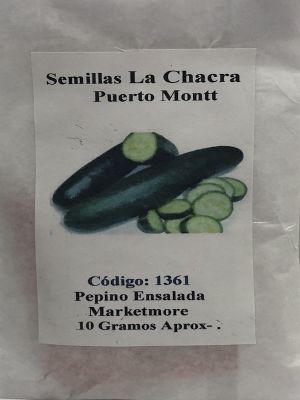 Semillas La Chacra
Puerto Montt
Código: 1361
Pepino Ensalada
Marketmore
10 Gramos Aprox- .